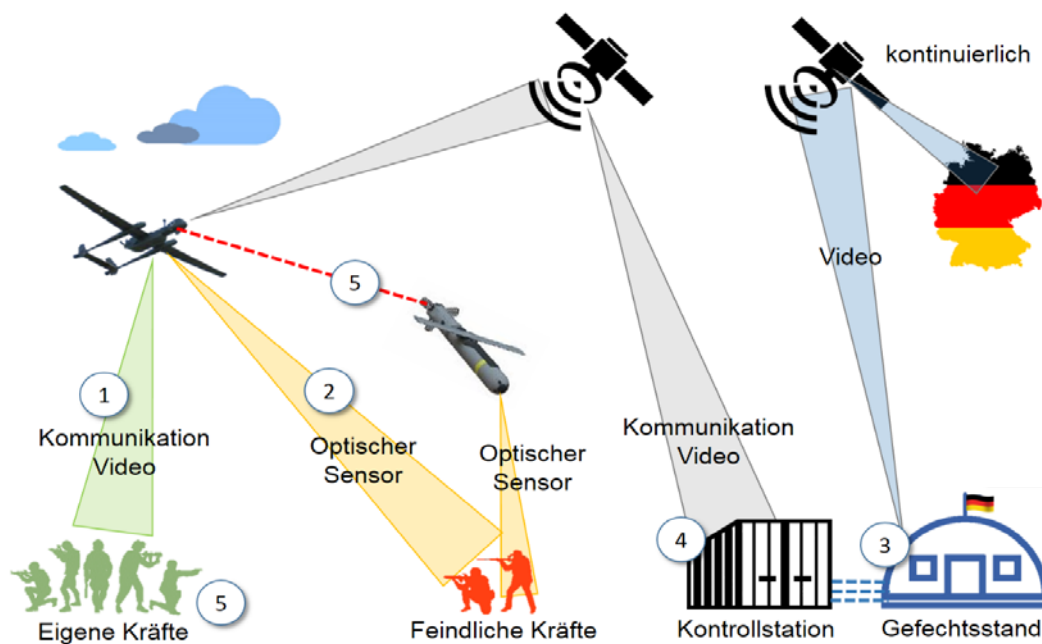 kontinuierlich
Video
5
1
2
Kommunikation
Video
Optischer
Sensor
Optischer
Sensor
Kommunikation
Video
4
3
5
Eigene Kräfte
Feindliche Kräfte
Kontrollstation
Gefechtsstand